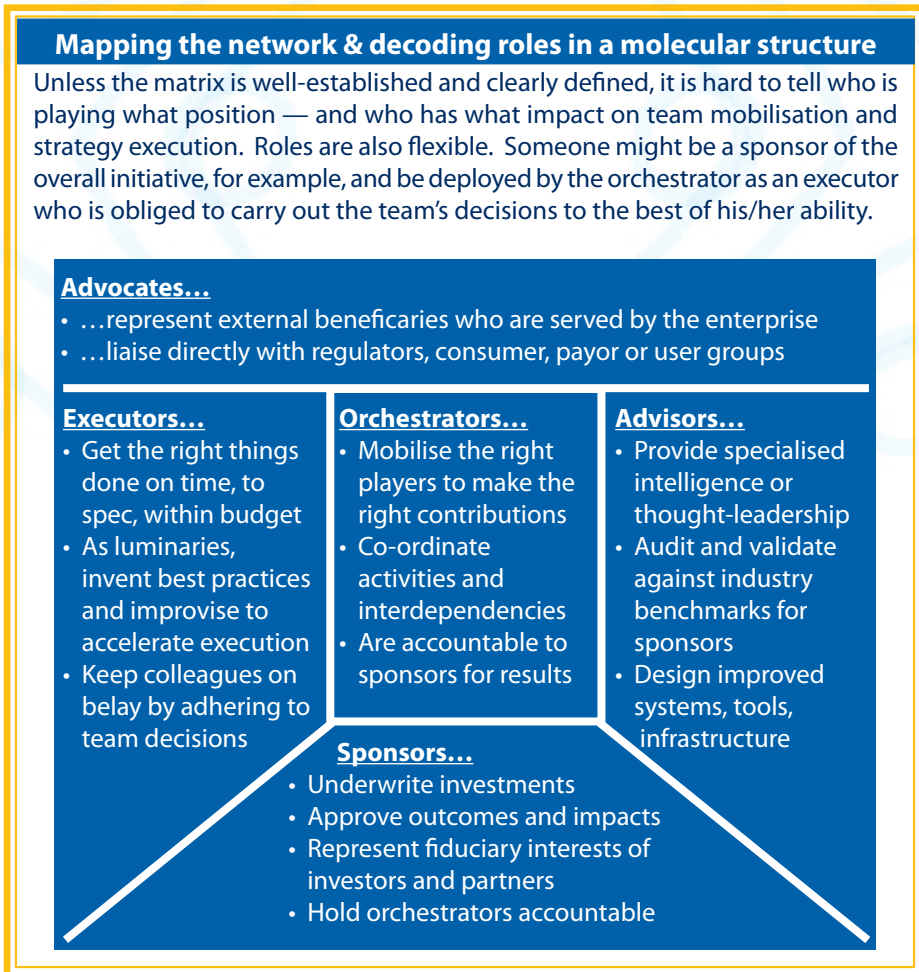 Mapping the network & decoding roles in a molecular structure
Unless the matrix is well-established and clearly defined, it is hard to tell who is
playing what position — and who has what impact on team mobilisation and
strategy execution.  Roles are also flexible.  Someone might be a sponsor of the
overall initiative, for example, and be deployed by the orchestrator as an executor
who is obliged to carry out the team’s decisions to the best of his/her ability.
Advocates…
• …represent external beneficaries who are served by the enterprise
• …liaise directly with regulators, consumer, payor or user groups
Executors…
• Get the right things
done on time, to
spec, within budget
• As luminaries,
invent best practices
and improvise to
accelerate execution
• Keep colleagues on
belay by adhering to
team decisions
Orchestrators…
• Mobilise the right
players to make the
right contributions
• Co-ordinate
activities and
interdependencies
• Are accountable to
sponsors for results
Advisors…
• Provide specialised
intelligence or
thought-leadership
• Audit and validate
against industry
benchmarks for
sponsors
• Design improved
systems, tools,
infrastructure
Sponsors…
• Underwrite investments
• Approve outcomes and impacts
• Represent fiduciary interests of
investors and partners
• Hold orchestrators accountable